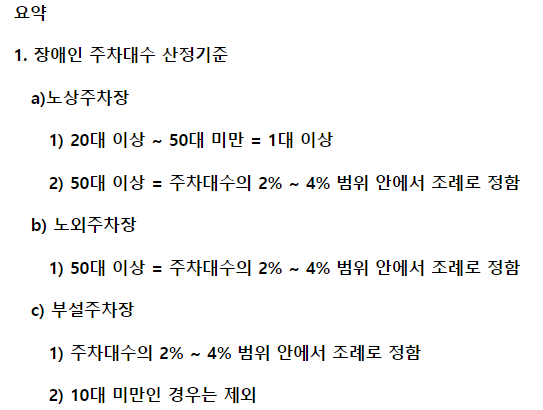 요약
1. 장애인 주차대수 산정기준
a)노상주차장
1) 20대 이상 ~ 50대 미만 = 1대 이상
2) 50대 이상 = 주차대수의 2% ~ 4% 범위 안에서 조례로 정함
b) 노외주차장
1) 50대 이상 = 주차대수의 2% ~ 4% 범위 안에서 조례로 정함
c) 부설주차장
1) 주차대수의 2% ~ 4% 범위 안에서 조례로 정함
2) 10대 미만인 경우는 제외